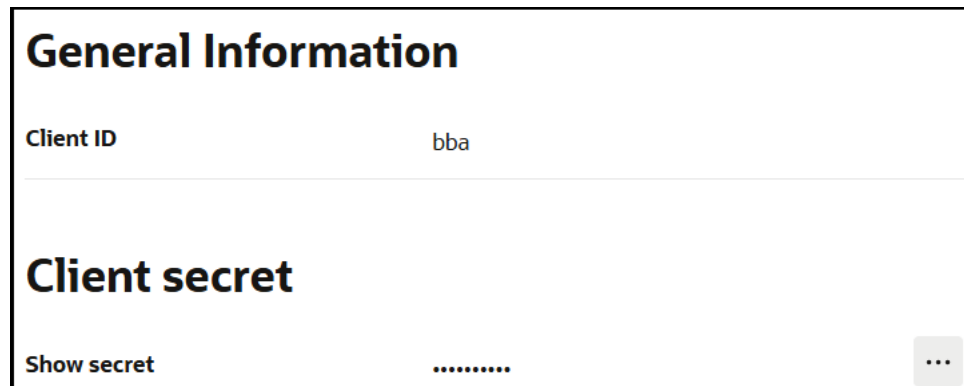 General Information
Client ID bba
Client secret
Show secret •••••••••• ...